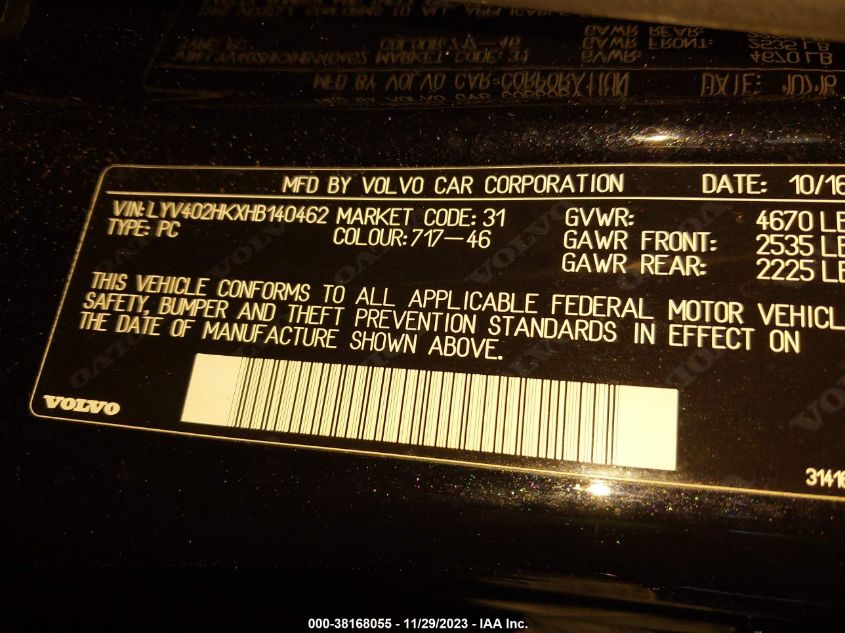 MFD BY VOLVO CAR CORPORATION DATE: 10/16
VIN: LYV402HKXHB140462 MARKET CODE: 31 GVWR: 4670 LB
TYPE: PC COLOUR: 717-46 GAWR FRONT: 2535 LB
GAWR REAR: 2225 LB
THIS VEHICLE CONFORMS TO ALL APPLICABLE FEDERAL MOTOR VEHICL
SAFETY, BUMPER AND THEFT PREVENTION STANDARDS IN EFFECT ON
THE DATE OF MANUFACTURE SHOWN ABOVE.
VOLVO
31416
000-38168055 - 11/29/2023 - IAA Inc.